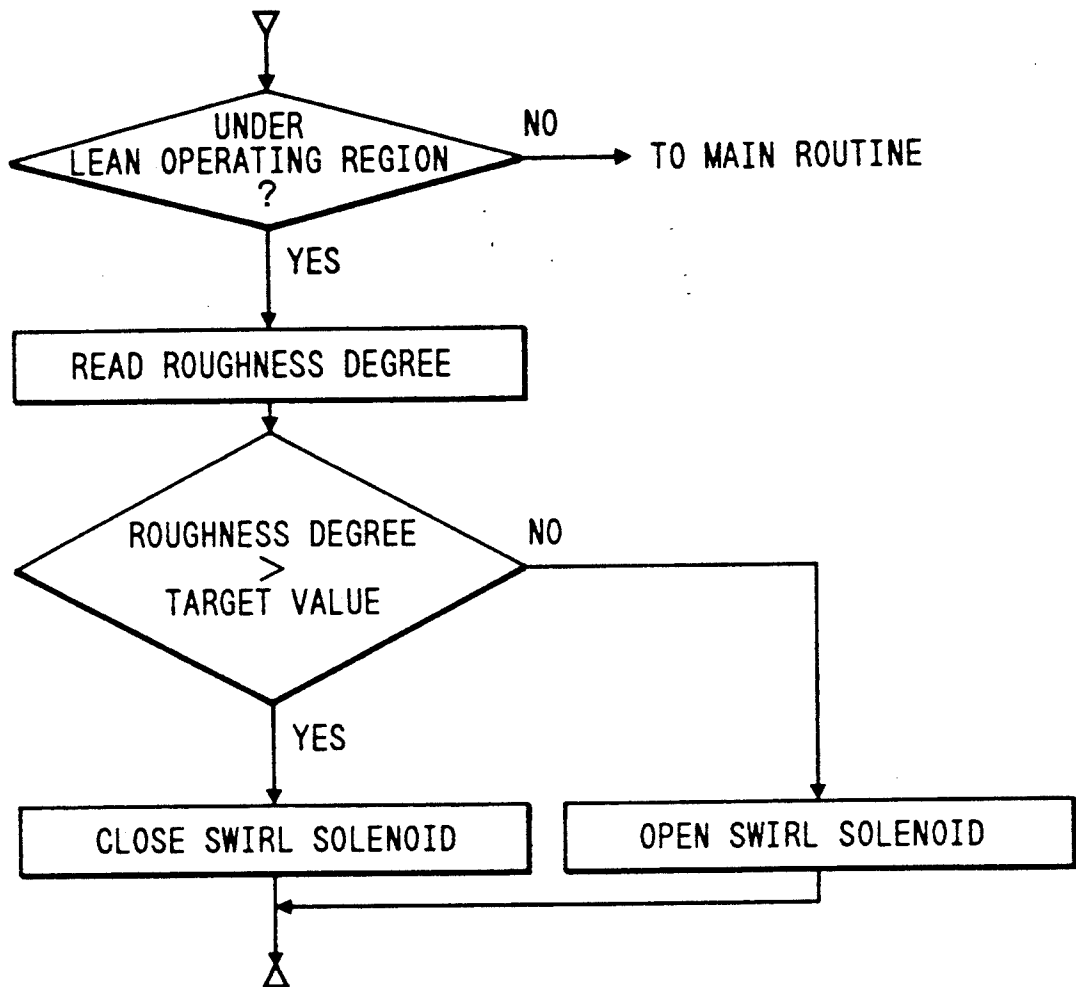 UNDER
LEAN OPERATING REGION
?
NO
TO MAIN ROUTINE
YES
READ ROUGHNESS DEGREE
ROUGHNESS DEGREE
>
TARGET VALUE
NO
YES
CLOSE SWIRL SOLENOID
OPEN SWIRL SOLENOID